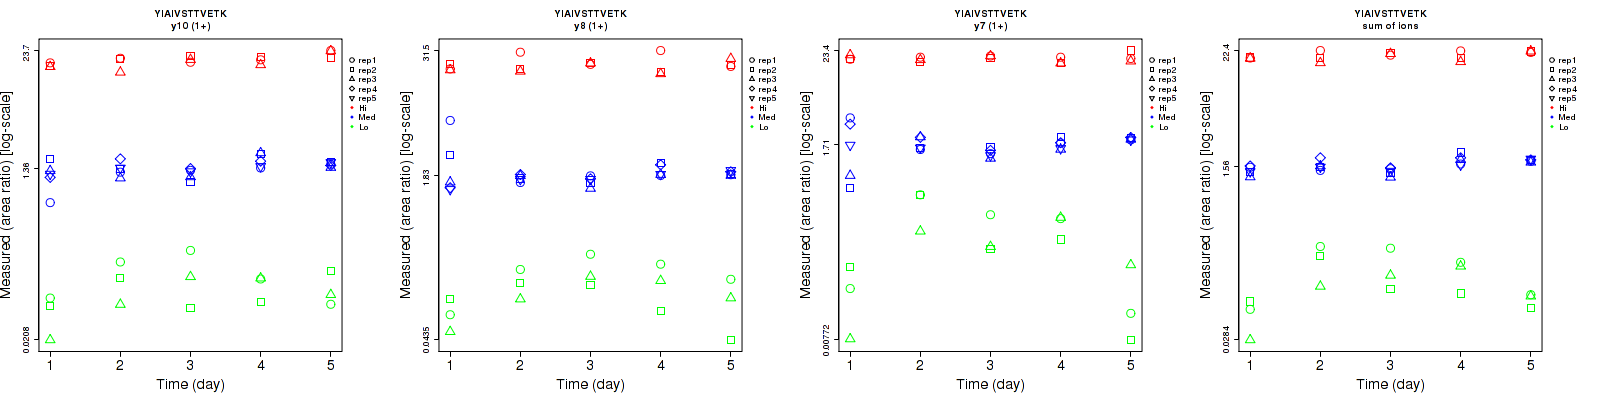 YIAIVSTTVETK
y10 (1+)
Measured (area ratio) [log-scale]
23.7
1.36
0.0208
1 2 3 4 5
Time (day)
rep1
rep2
rep3
rep4
rep5
Hi
Med
Lo
YIAIVSTTVETK
y8 (1+)
Measured (area ratio) [log-scale]
31.5
1.83
0.0435
1 2 3 4 5
Time (day)
rep1
rep2
rep3
rep4
rep5
Hi
Med
Lo
YIAIVSTTVETK
y7 (1+)
Measured (area ratio) [log-scale]
23.4
1.71
0.00772
1 2 3 4 5
Time (day)
rep1
rep2
rep3
rep4
rep5
Hi
Med
Lo
YIAIVSTTVETK
sum of ions
Measured (area ratio) [log-scale]
22.4
1.56
0.0284
1 2 3 4 5
Time (day)
rep1
rep2
rep3
rep4
rep5
Hi
Med
Lo